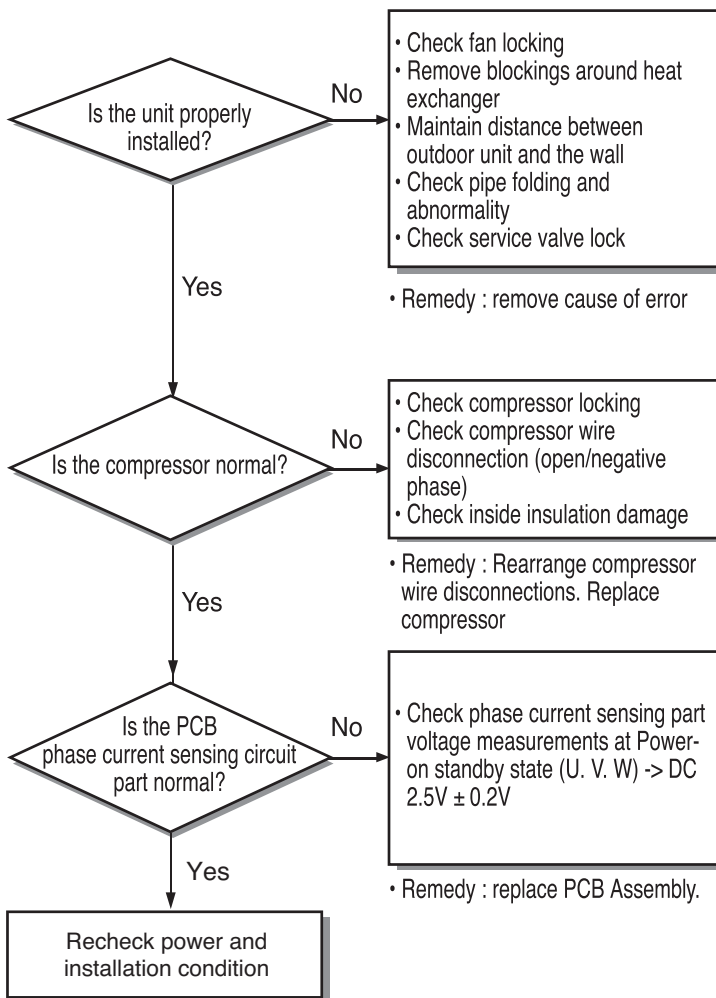 Is the unit properly
installed?
No
• Check fan locking
• Remove blockings around heat
exchanger
• Maintain distance between
outdoor unit and the wall
• Check pipe folding and
abnormality
• Check service valve lock
• Remedy : remove cause of error
Yes
Is the compressor normal?
No
• Check compressor locking
• Check compressor wire
disconnection (open/negative
phase)
• Check inside insulation damage
• Remedy : Rearrange compressor
wire disconnections. Replace
compressor
Yes
Is the PCB
phase current sensing circuit
part normal?
No
• Check phase current sensing part
voltage measurements at Power-
on standby state (U. V. W) -> DC
2.5V ± 0.2V
• Remedy : replace PCB Assembly.
Yes
Recheck power and
installation condition